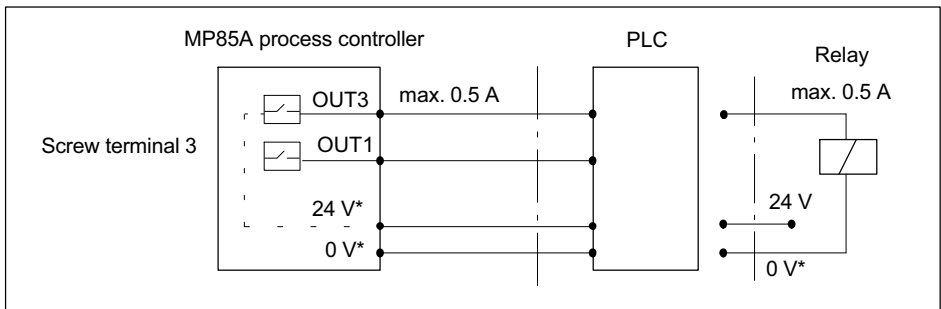 MP85A process controller
PLC
Relay
OUT3
max. 0.5 A
max. 0.5 A
Screw terminal 3
OUT1
24 V*
24 V
0 V*
0 V*